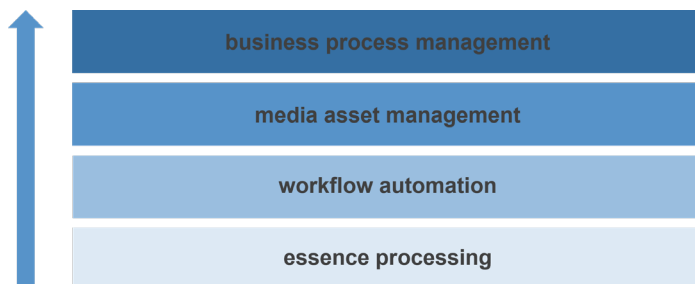 business process management
media asset management
workflow automation
essence processing